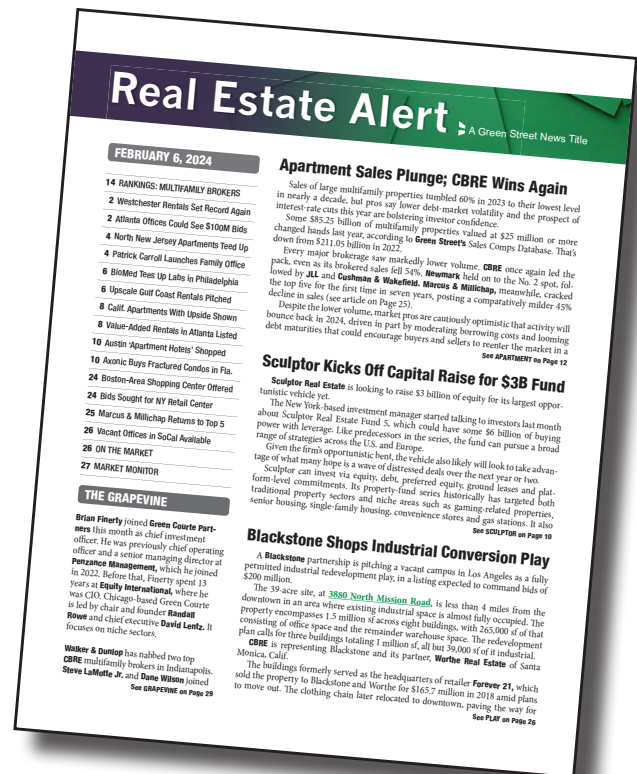 Real Estate Alert
A Green Street News Title
FEBRUARY 6, 2024
14 RANKINGS: MULTIFAMILY BROKERS
2 Westchester Rentals Set Record Again
2 Atlanta Offices Could See $100M Bids
4 North New Jersey Apartments Teed Up
4 Patrick Carroll Launches Family Office
6 BioMed Tees Up Labs in Philadelphia
6 Upscale Gulf Coast Rentals Pitched
8 Calif. Apartments With Upside Shown
8 Value-Added Rentals in Atlanta Listed
10 Austin ‘Apartment Hotels’ Shopped
10 Axonic Buys Fractured Condos in Fla.
24 Boston-Area Shopping Center Offered
24 Bids Sought for NY Retail Center
25 Marcus & Millichap Returns to Top 5
26 Vacant Offices in SoCal Available
26 ON THE MARKET
27 MARKET MONITOR
THE GRAPEVINE
Brian Finerty joined Green Courte Part-
ners this month as chief investment
officer. He was previously chief operating
officer and a senior managing director at
Penzance Management, which he joined
in 2022. Before that, Finerty spent 13
years at Equity International, where he
was CIO. Chicago-based Green Courte
is led by chair and founder Randall
Rowe and chief executive David Lentz. It
focuses on niche sectors.
Walker & Dunlop has nabbed two top
CBRE multifamily brokers in Indianapolis.
Steve LaMotte Jr. and Dane Wilson joined
See GRAPEVINE on Page 29
Apartment Sales Plunge; CBRE Wins Again
Sales of large multifamily properties tumbled 60% in 2023 to their lowest level
in nearly a decade, but pros say lower debt-market volatility and the prospect of
interest-rate cuts this year are bolstering investor confidence.
Some $85.25 billion of multifamily properties valued at $25 million or more
changed hands last year, according to Green Street’s Sales Comps Database. That’s
down from $211.05 billion in 2022.
Every major brokerage saw markedly lower volume. CBRE once again led the
pack, even as its brokered sales fell 54%. Newmark held on to the No. 2 spot, fol-
lowed by JLL and Cushman & Wakefield. Marcus & Millichap, meanwhile, cracked
the top five for the first time in seven years, posting a comparatively milder 45%
decline in sales (see article on Page 25).
Despite the lower volume, market pros are cautiously optimistic that activity will
bounce back in 2024, driven in part by moderating borrowing costs and looming
debt maturities that could encourage buyers and sellers to reenter the market in a
See APARTMENT on Page 12
Sculptor Kicks Off Capital Raise for $3B Fund
Sculptor Real Estate is looking to raise $3 billion of equity for its largest oppor-
tunistic vehicle yet.
The New York-based investment manager started talking to investors last month
about Sculptor Real Estate Fund 5, which could have some $6 billion of buying
power with leverage. Like predecessors in the series, the fund can pursue a broad
range of strategies across the U.S. and Europe.
Given the firm’s opportunistic bent, the vehicle also likely will look to take advan-
tage of what many hope is a wave of distressed deals over the next year or two.
Sculptor can invest via equity, debt, preferred equity, ground leases and plat-
form-level commitments. Its property-fund series historically has targeted both
traditional property sectors and niche areas such as gaming-related properties,
senior housing, single-family housing, convenience stores and gas stations. It also
See SCULPTOR on Page 10
Blackstone Shops Industrial Conversion Play
A Blackstone partnership is pitching a vacant campus in Los Angeles as a fully
permitted industrial redevelopment play, in a listing expected to command bids of
$200 million.
The 39-acre site, at 3880 North Mission Road, is less than 4 miles from the
downtown in an area where existing industrial space is almost fully occupied. The
property encompasses 1.5 million sf across eight buildings, with 265,000 sf of that
consisting of office space and the remainder warehouse space. The redevelopment
plan calls for three buildings totaling 1 million sf, all but 39,000 sf of it industrial.
CBRE is representing Blackstone and its partner, Worthe Real Estate of Santa
Monica, Calif.
The buildings formerly served as the headquarters of retailer Forever 21, which
sold the property to Blackstone and Worthe for $165.7 million in 2018 amid plans
to move out. The clothing chain later relocated to downtown, paving the way for
See PLAY on Page 26